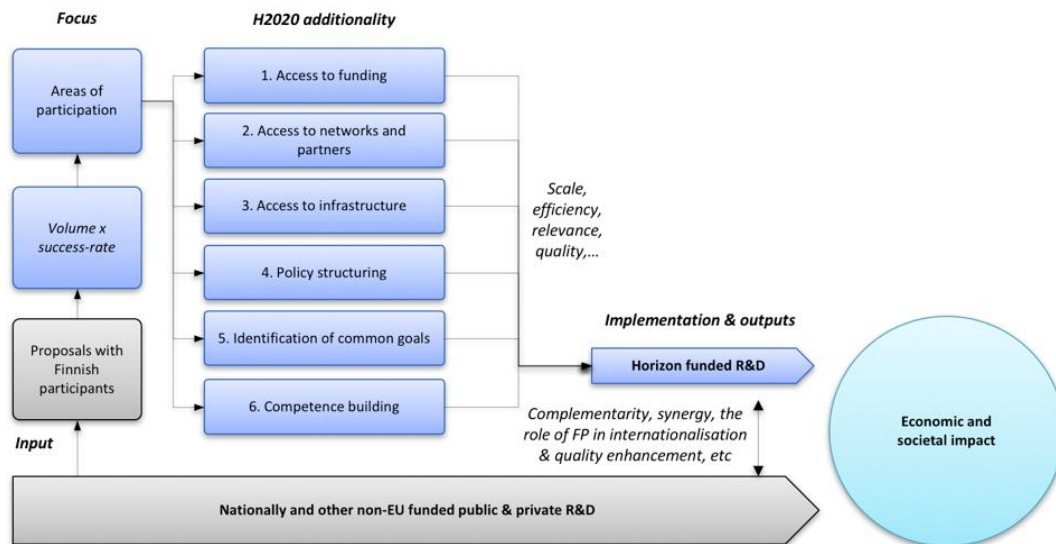 Focus
H2020 additionality
Areas of
participation
Volume x
success-rate
Proposals with
Finnish
participants
Input
1. Access to funding
2. Access to networks and
partners
3. Access to infrastructure
4. Policy structuring
5. Identification of common goals
6. Competence building
Scale,
efficiency,
relevance,
quality,...
Implementation & outputs
Horizon funded R&D
Complementarity, synergy, the
role of FP in internationalisation
& quality enhancement, etc
Economic and
societal impact
Nationally and other non-EU funded public & private R&D